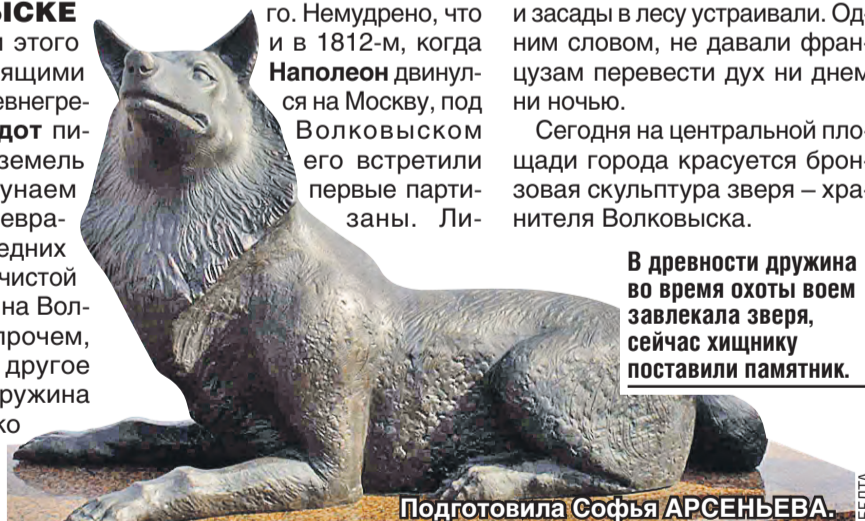 ЫСКЕ
этого
ящими
евнегре-
дот пи-
земель
унаем
евра-
едних
чистой
на Вол-
прочем,
другое
ружина
ко
го. Немудрено, что
и в 1812-м, когда
Наполеон двинул-
ся на Москву, под
Волковыском
его встретили
первые парти-
заны. Ли-
и засады в лесу устраивали. Од-
ним словом, не давали фран-
цузам перевести дух ни днем
ни ночью.
Сегодня на центральной пло-
щади города красуется брон-
зовая скульптура зверя – хра-
нителя Волковыска.
В древности дружина
во время охоты воем
завлекала зверя,
сейчас хищнику
поставили памятник.
Подготовила Софья АРСЕНЬЕВА.